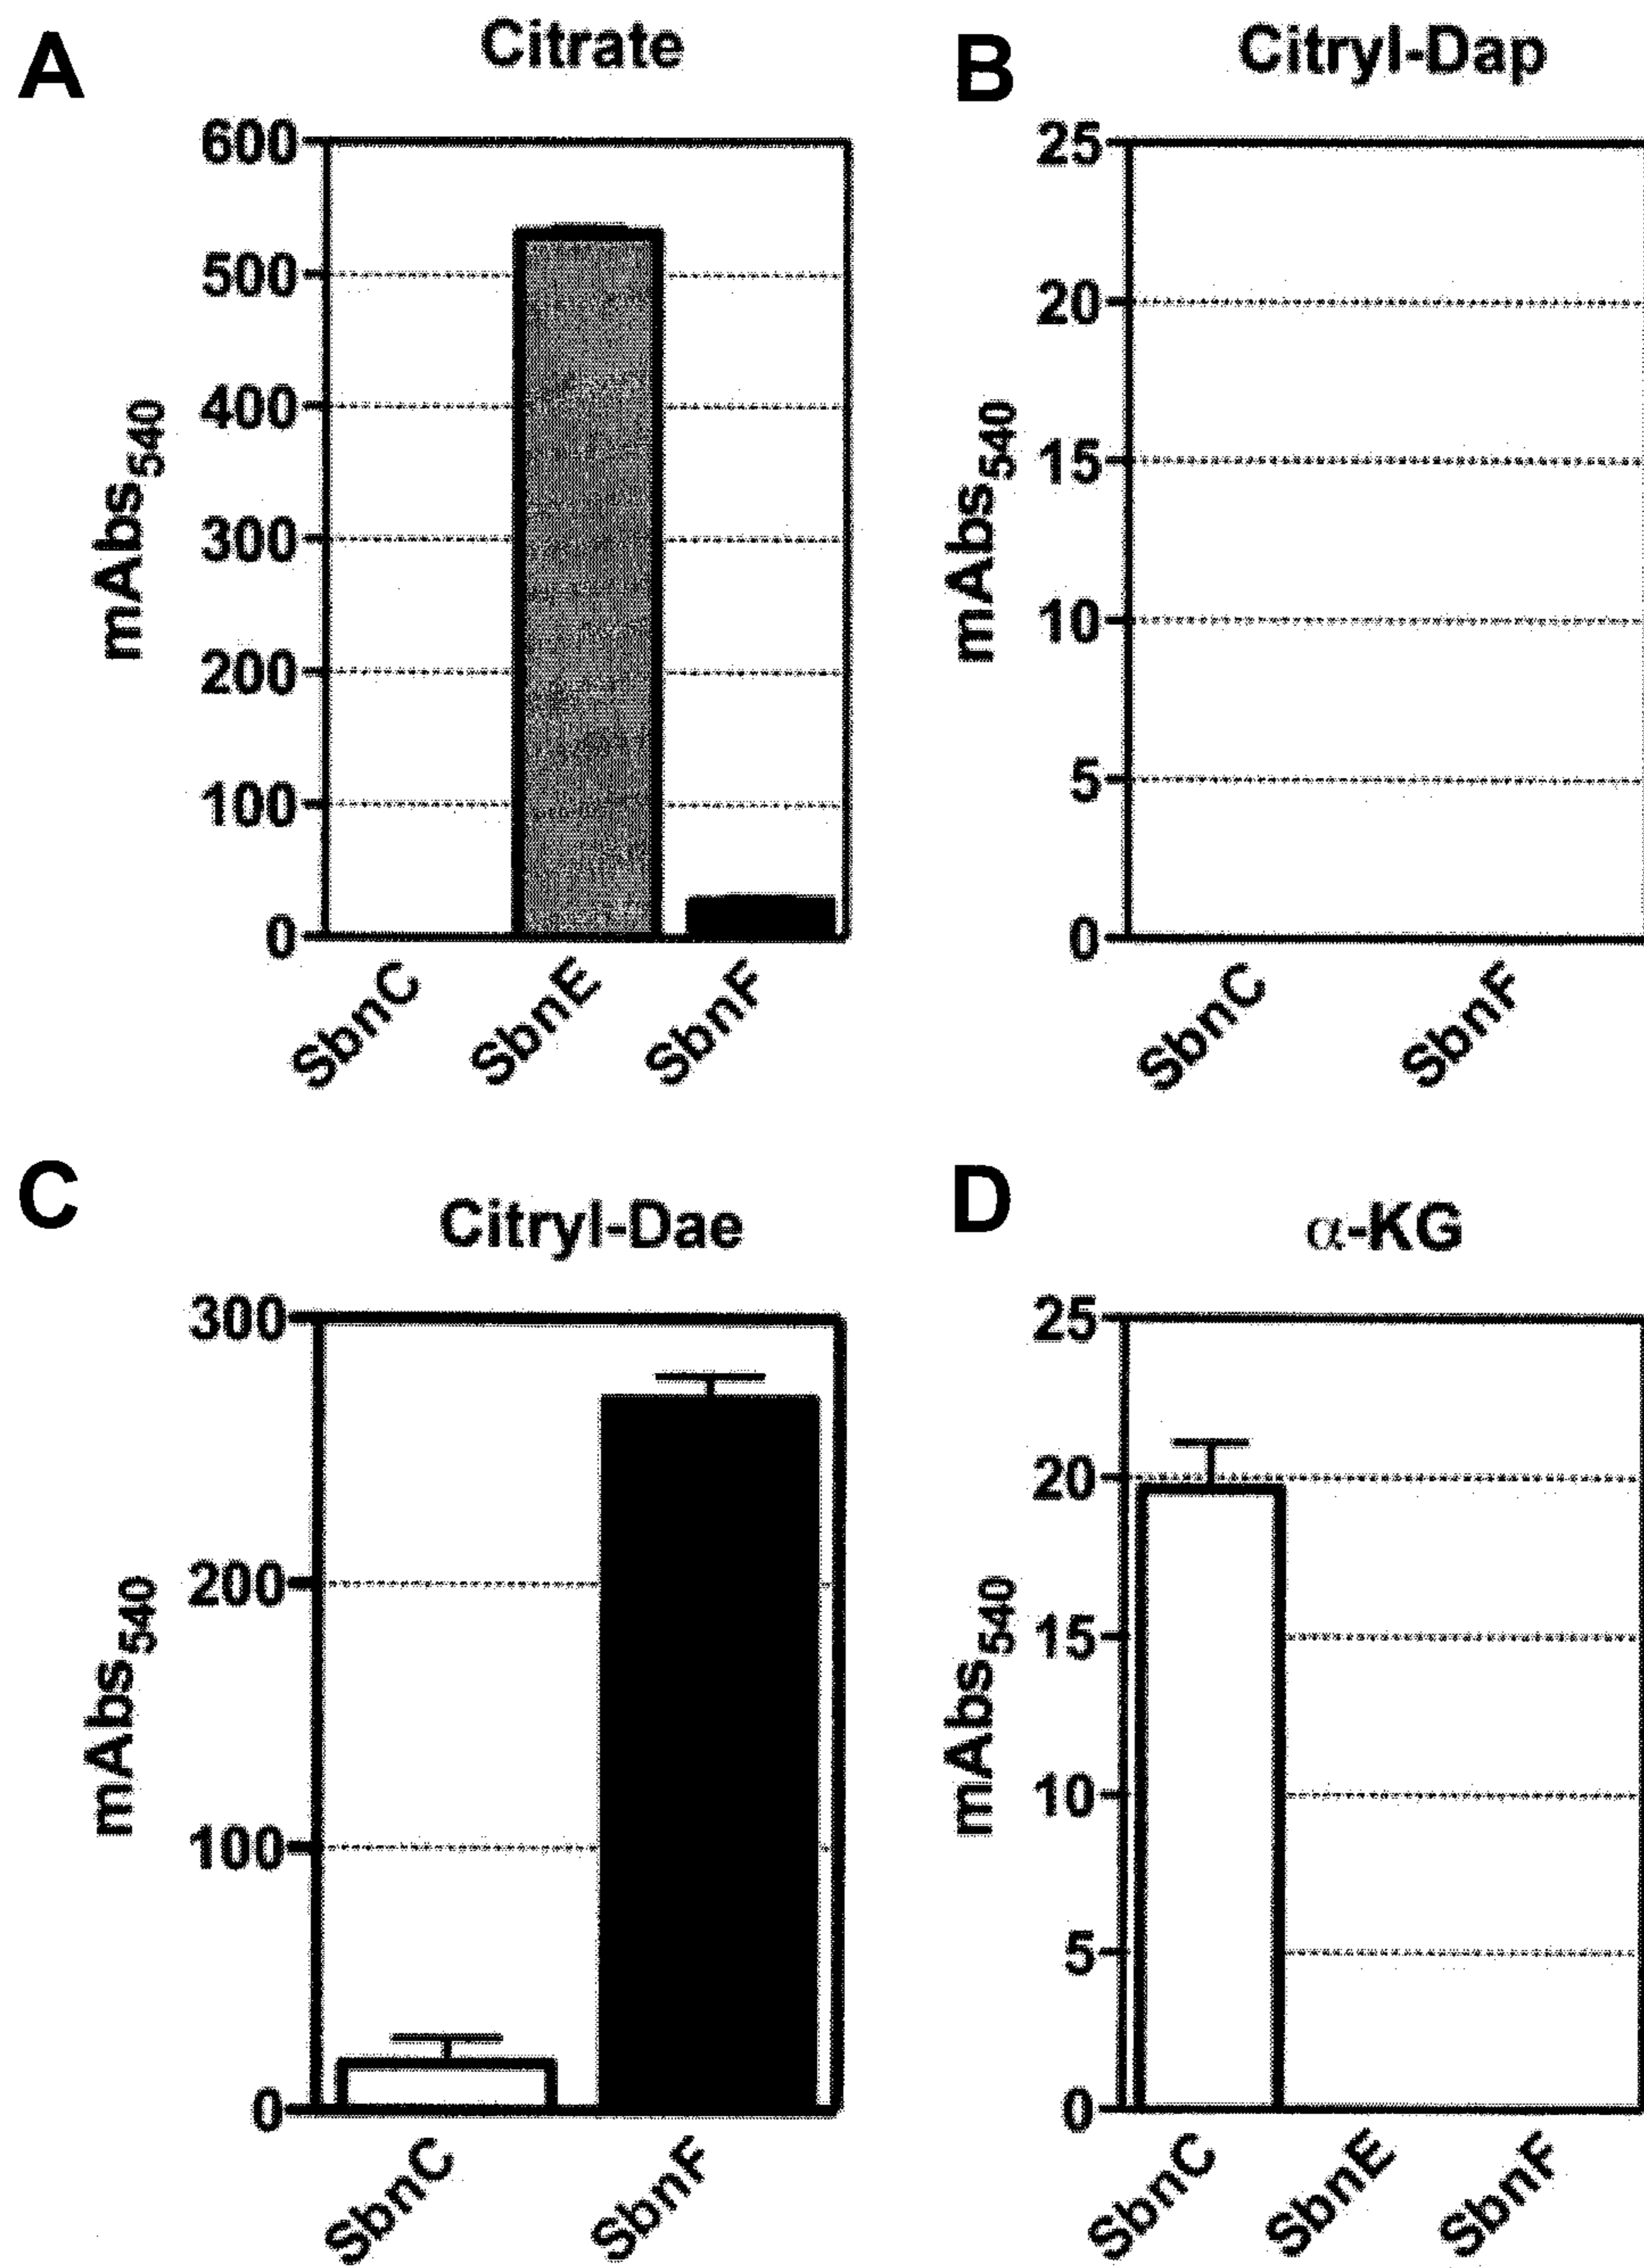 A
Citrate
600
500
400
300
200
100
0
mAbs540
SbnC
SbnE
SbnF
B
Citryl-Dap
25
20
15
10
5
0
mAbs540
SbnC
SbnF
C
Citryl-Dae
300
200
100
0
mAbs540
SbnC
SbnF
D
α-KG
25
20
15
10
5
0
mAbs540
SbnC
SbnE
SbnF